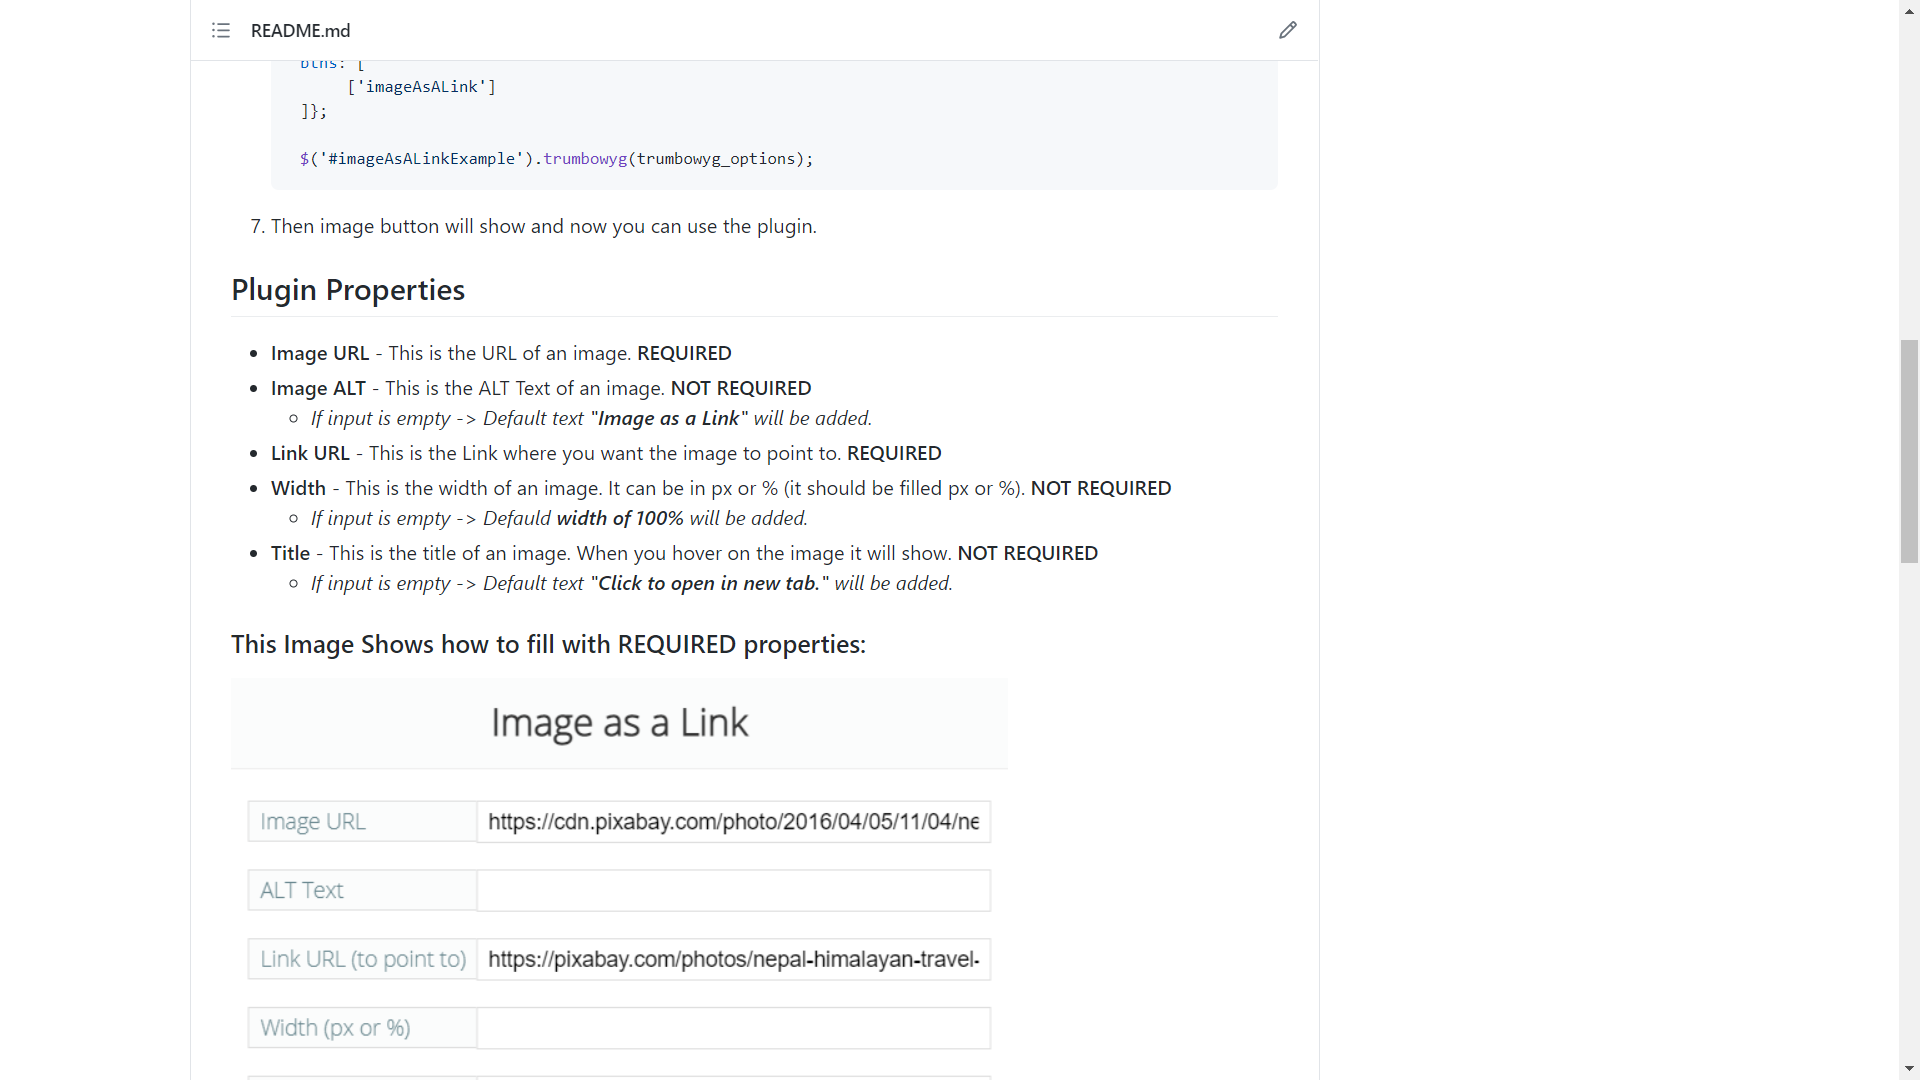 README.md
btns: [
['imageAsALink']
]};
$('#imageAsALinkExample').trumbowyg(trumbowyg_options);
7. Then image button will show and now you can use the plugin.
Plugin Properties
• Image URL - This is the URL of an image. REQUIRED
• Image ALT - This is the ALT Text of an image. NOT REQUIRED
◦ If input is empty -> Default text "Image as a Link" will be added.
• Link URL - This is the Link where you want the image to point to. REQUIRED
• Width - This is the width of an image. It can be in px or % (it should be filled px or %). NOT REQUIRED
◦ If input is empty -> Defauld width of 100% will be added.
• Title - This is the title of an image. When you hover on the image it will show. NOT REQUIRED
◦ If input is empty -> Default text "Click to open in new tab." will be added.
This Image Shows how to fill with REQUIRED properties:
Image as a Link
Image URL https://cdn.pixabay.com/photo/2016/04/05/11/04/ne
ALT Text
Link URL (to point to) https://pixabay.com/photos/nepal-himalayan-travel-
Width (px or %)